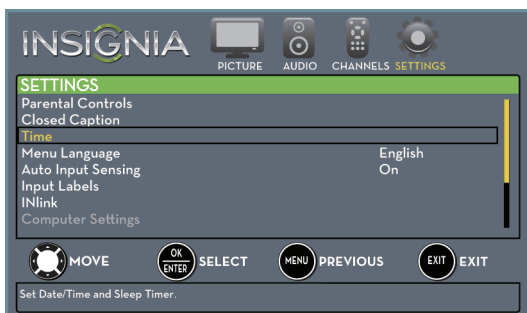 INSIGNIA
PICTURE AUDIO CHANNELS SETTINGS
SETTINGS
Parental Controls
Closed Caption
Time
Menu Language English
Auto Input Sensing On
Input Labels
INlink
Computer Settings
MOVE OK ENTER SELECT MENU PREVIOUS EXIT EXIT
Set Date/Time and Sleep Timer.